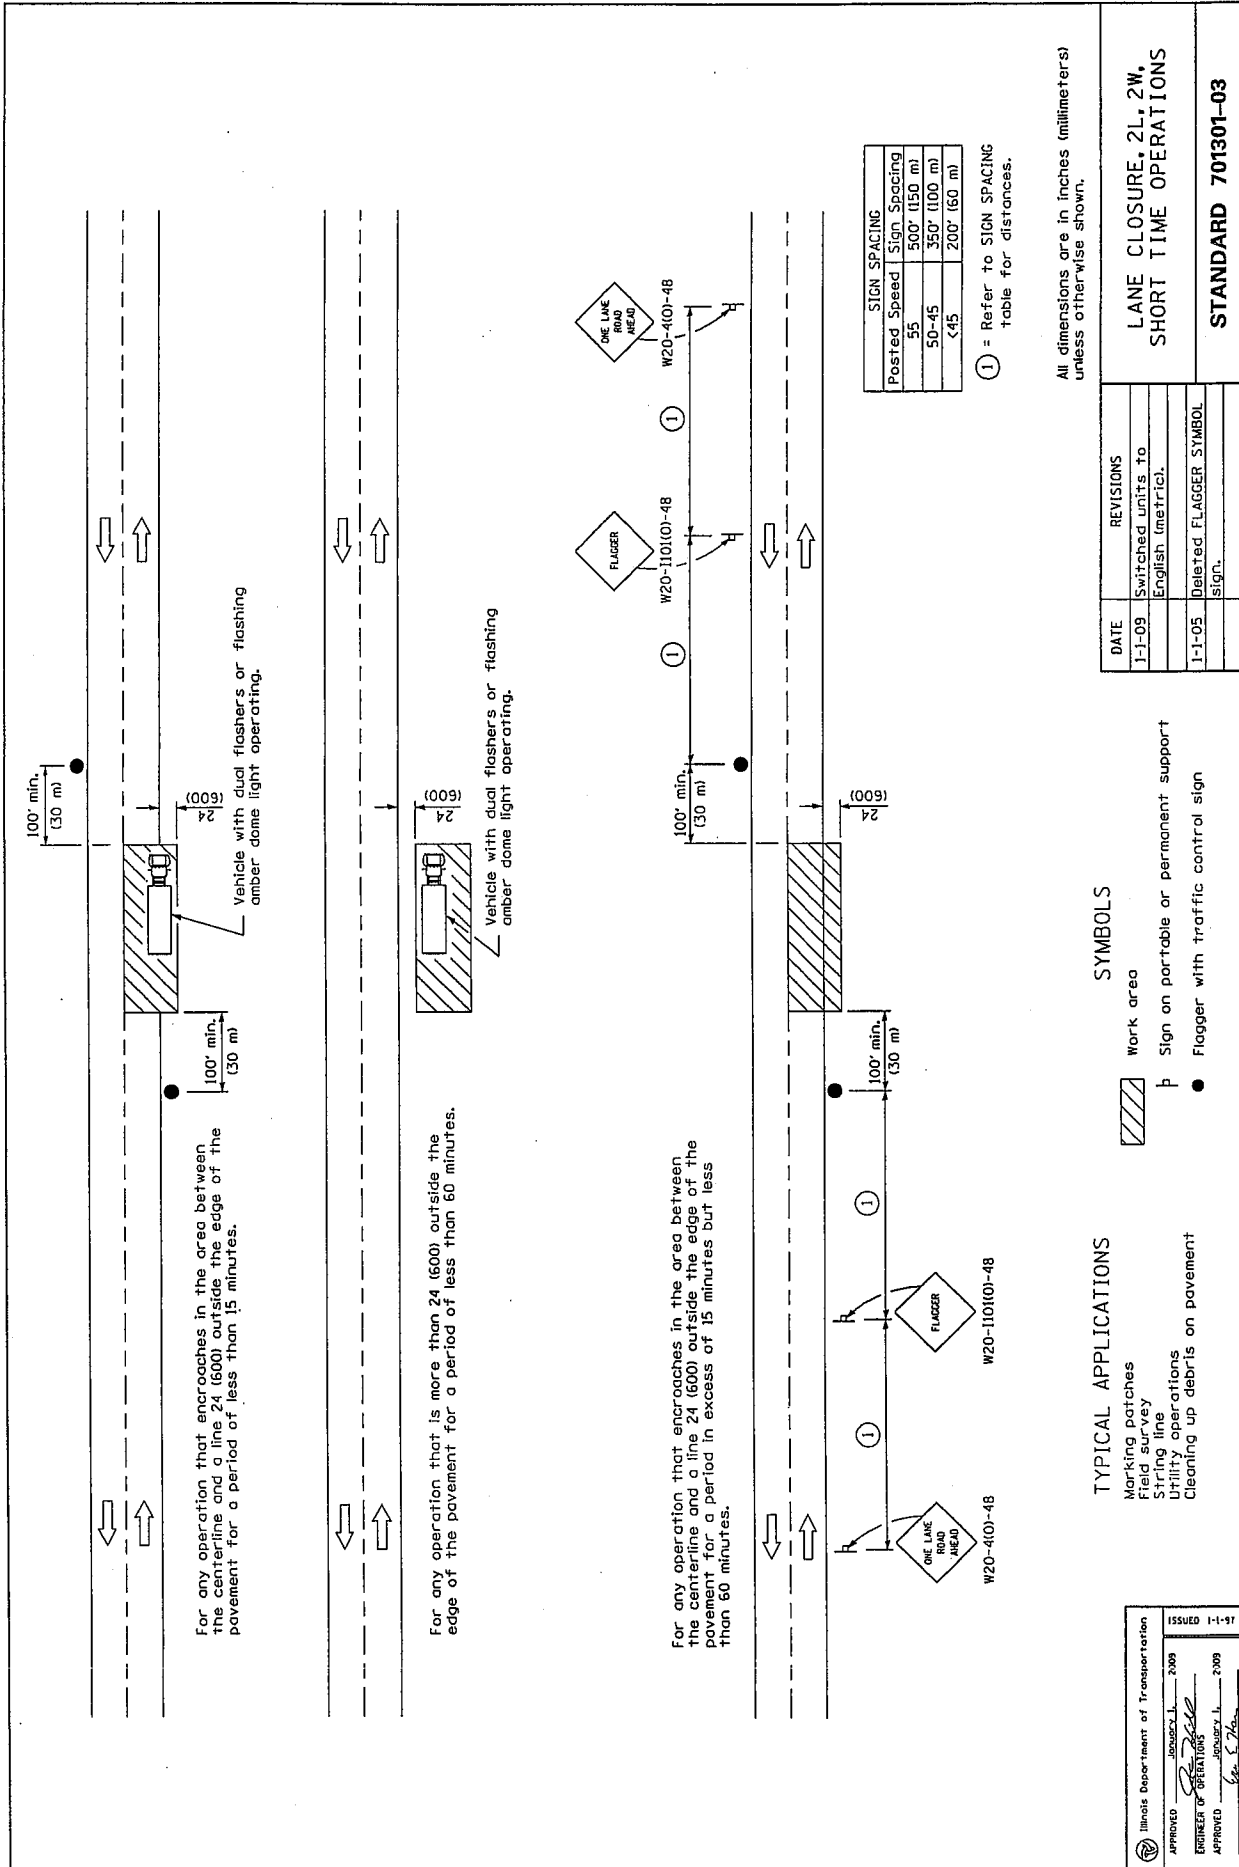 100' min.
(30 m)
24
(600)
Vehicle with dual flashers or flashing
amber dome light operating.
100' min.
(30 m)
For any operation that encroaches in the area between
the centerline and a line 24 (600) outside the edge of the
pavement for a period of less than 15 minutes.
24
(600)
Vehicle with dual flashers or flashing
amber dome light operating.
For any operation that is more than 24 (600) outside the
edge of the pavement for a period of less than 60 minutes.
For any operation that encroaches in the area between
the centerline and a line 24 (600) outside the edge of the
pavement for a period in excess of 15 minutes but less
than 60 minutes.
ONE LANE
ROAD
AHEAD
W20-4(O)-48
FLAGGER
W20-I101(O)-48
1
1
100' min.
(30 m)
24
(600)
100' min.
(30 m)
1
1
FLAGGER
W20-I101(O)-48
ONE LANE
ROAD
AHEAD
W20-4(O)-48
SIGN SPACING
Posted Speed Sign Spacing
55 500' (150 m)
50-45 350' (100 m)
<45 200' (60 m)
1 = Refer to SIGN SPACING
table for distances.
All dimensions are in inches (millimeters)
unless otherwise shown.
TYPICAL APPLICATIONS
Marking patches
Field survey
String line
Utility operations
Cleaning up debris on pavement
SYMBOLS
Work area
Sign on portable or permanent support
Flagger with traffic control sign
Illinois Department of Transportation
APPROVED January 1, 2009
ENGINEER OF OPERATIONS
APPROVED January 1, 2009
ISSUED 1-1-97
DATE REVISIONS
1-1-09 Switched units to
English (metric).
1-1-05 Deleted FLAGGER SYMBOL
sign.
LANE CLOSURE, 2L, 2W,
SHORT TIME OPERATIONS
STANDARD 701301-03